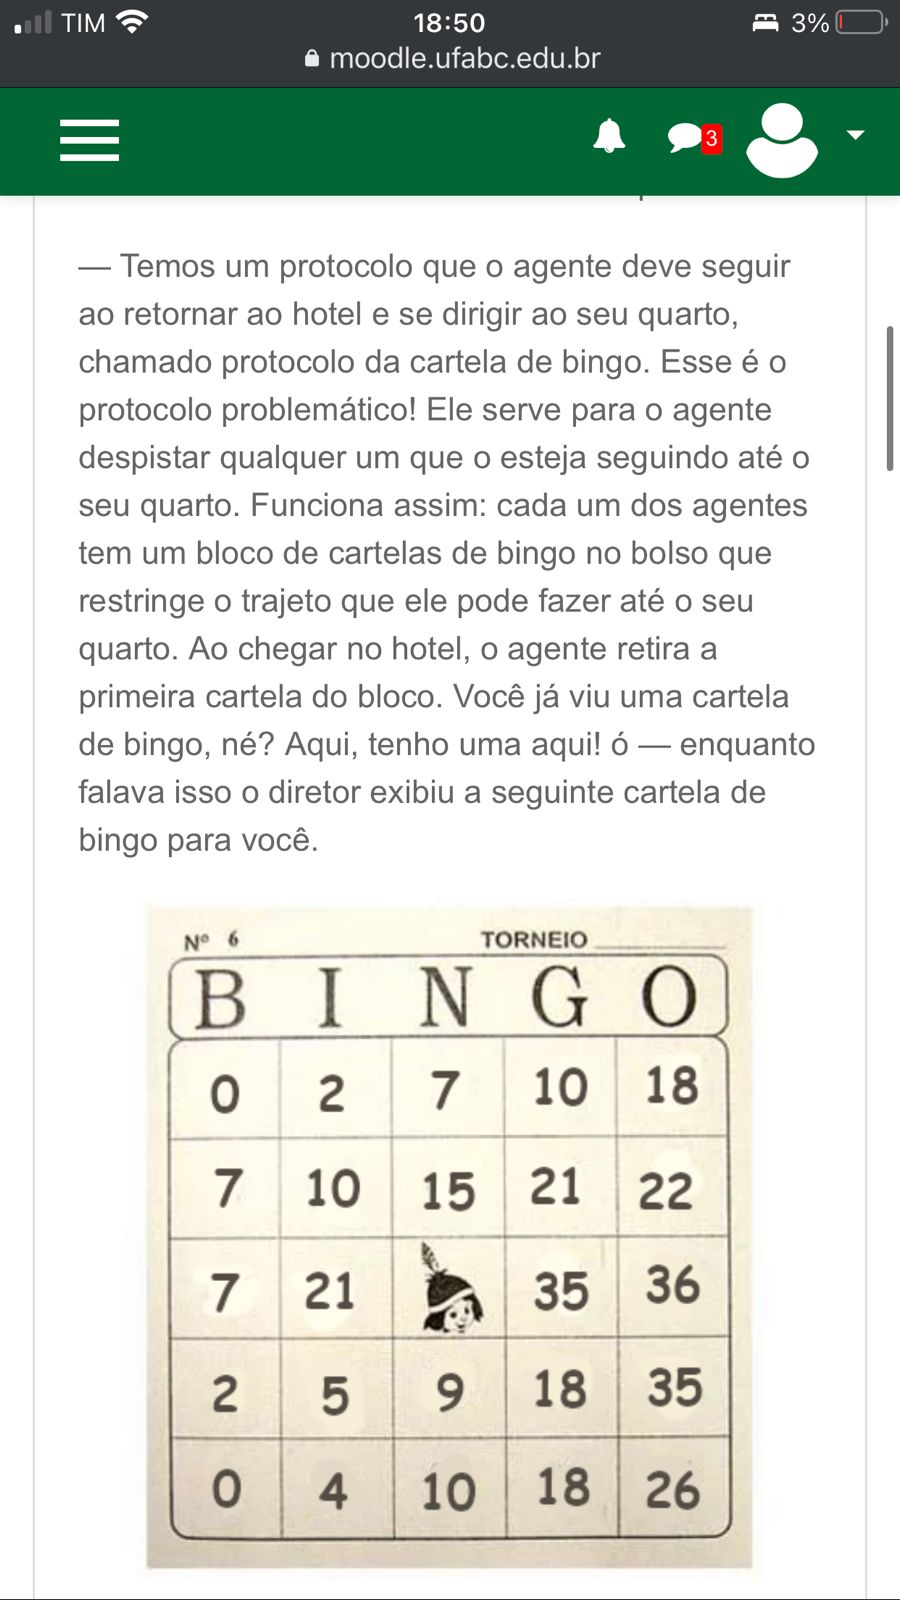 TIM 18:50 3%
moodle.ufabc.edu.br
3
— Temos um protocolo que o agente deve seguir
ao retornar ao hotel e se dirigir ao seu quarto,
chamado protocolo da cartela de bingo. Esse é o
protocolo problemático! Ele serve para o agente
despistar qualquer um que o esteja seguindo até o
seu quarto. Funciona assim: cada um dos agentes
tem um bloco de cartelas de bingo no bolso que
restringe o trajeto que ele pode fazer até o seu
quarto. Ao chegar no hotel, o agente retira a
primeira cartela do bloco. Você já viu uma cartela
de bingo, né? Aqui, tenho uma aqui! ó — enquanto
falava isso o diretor exibiu a seguinte cartela de
bingo para você.
Nº 6 TORNEIO
B I N G O
0 2 7 10 18
7 10 15 21 22
7 21 35 36
2 5 9 18 35
0 4 10 18 26